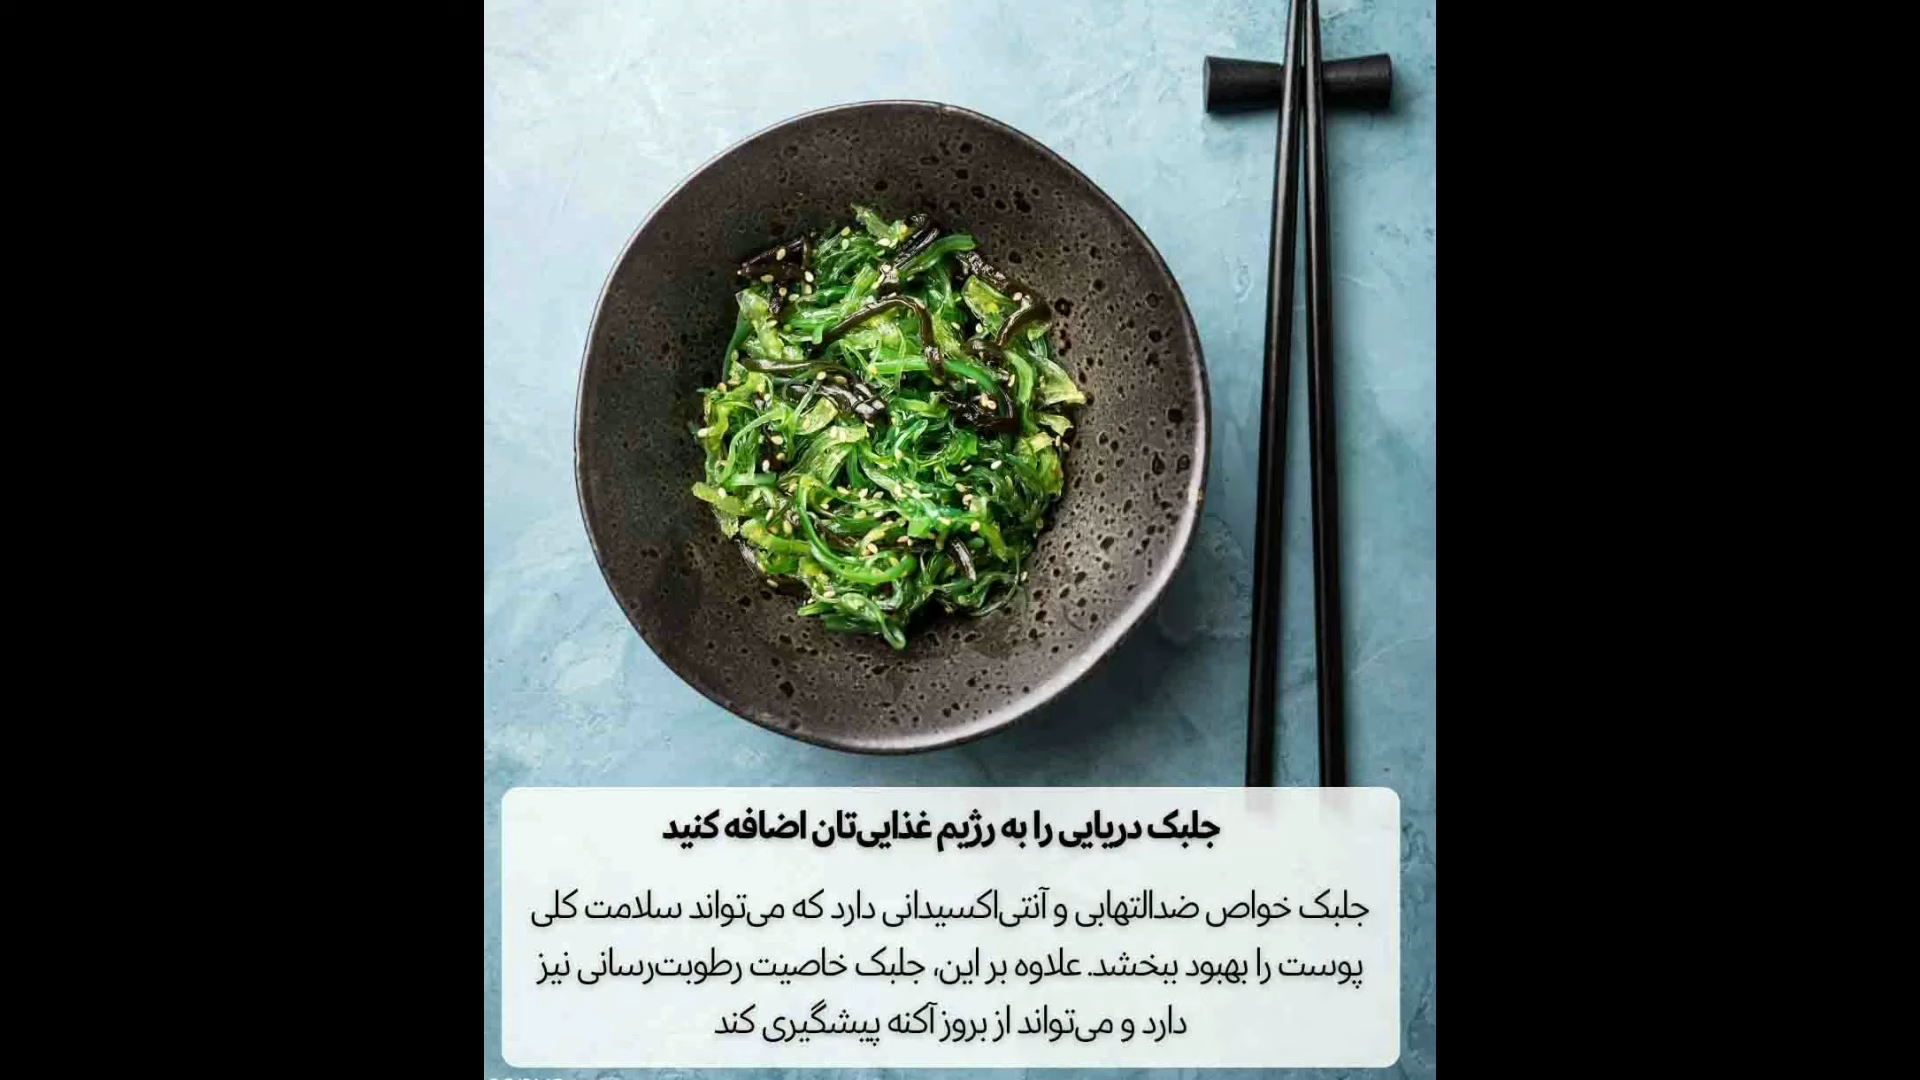 جلبک دریایی را به رژیم غذایی‌تان اضافه کنید
جلبک خواص ضدالتهابی و آنتی‌اکسیدانی دارد که می‌تواند سلامت کلی
پوست را بهبود ببخشد. علاوه بر این، جلبک خاصیت رطوبت‌رسانی نیز
دارد و می‌تواند از بروز آکنه پیشگیری کند